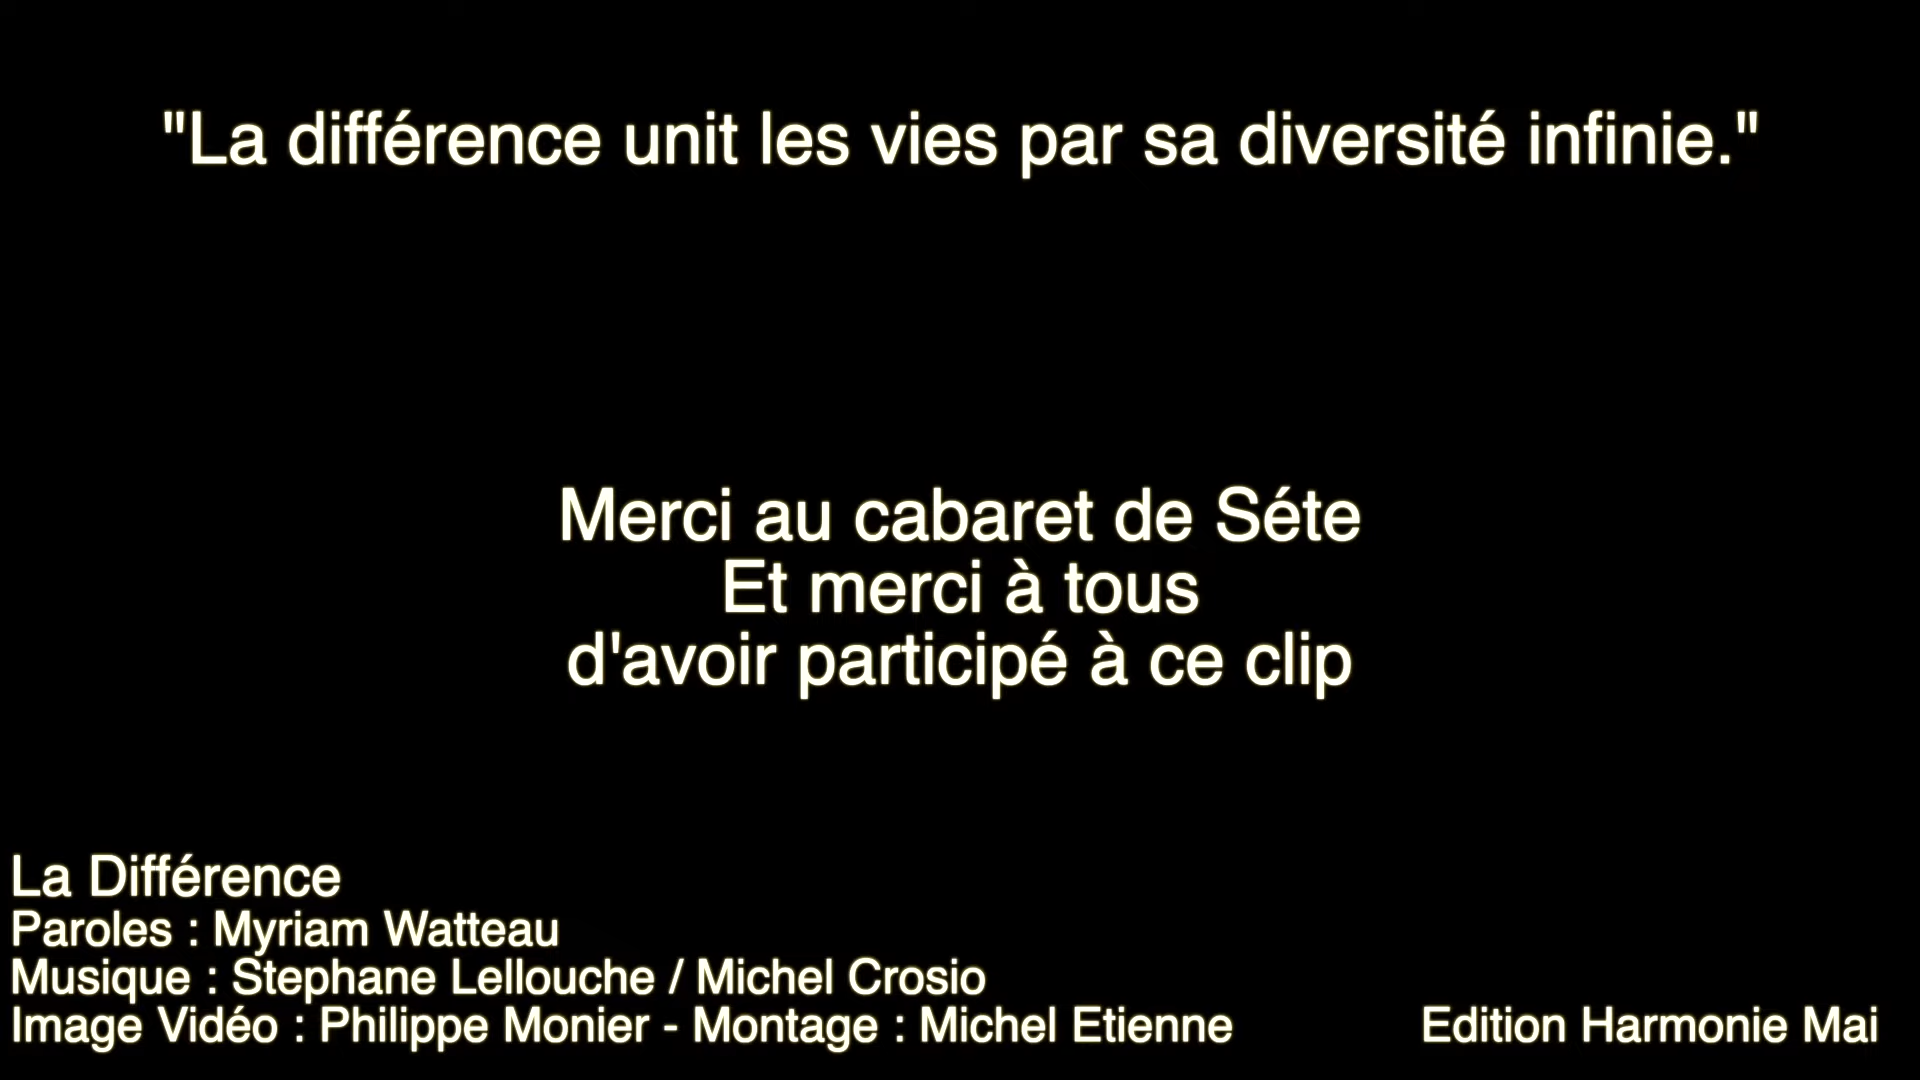 "La différence unit les vies par sa diversité infinie."
Merci au cabaret de Séte
Et merci à tous
d'avoir participé à ce clip
La Différence
Paroles : Myriam Watteau
Musique : Stephane Lellouche / Michel Crosio
Image Vidéo : Philippe Monier - Montage : Michel Etienne
Edition Harmonie Mai